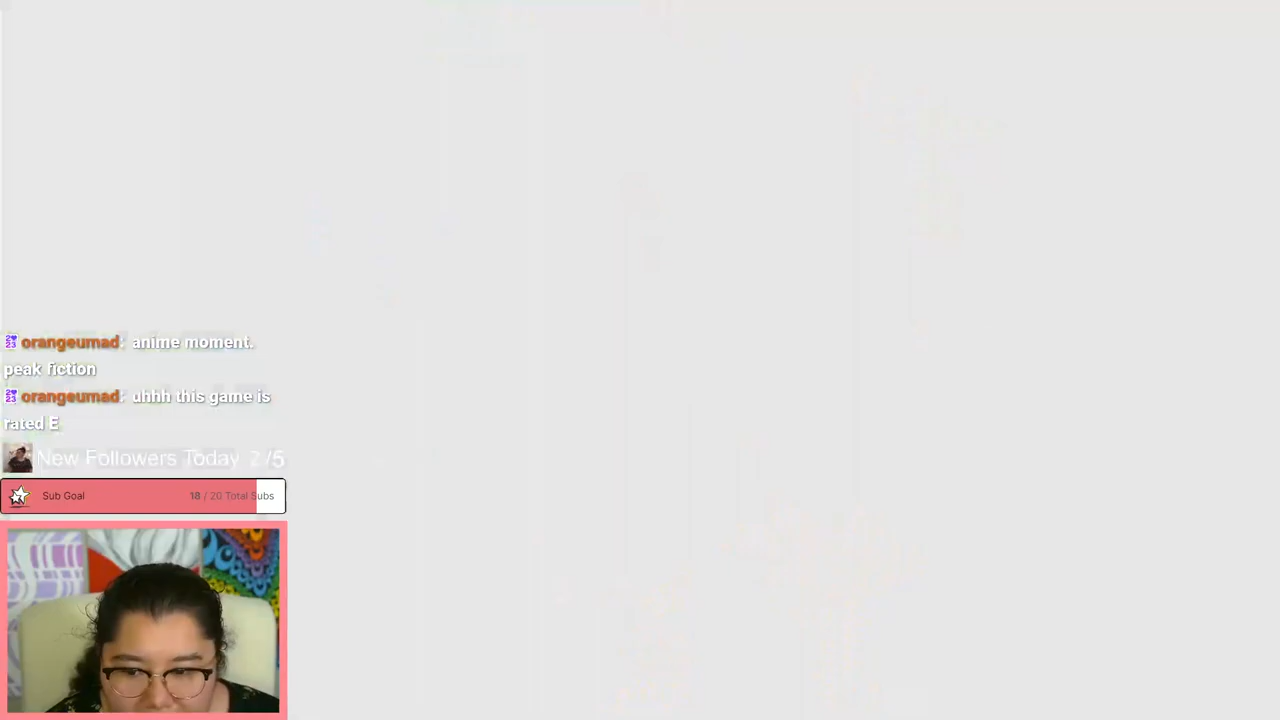 orangeumad: anime moment.
peak fiction
orangeumad: uhhh this game is
rated E
New Followers Today 2/5
Sub Goal 18 / 20 Total Subs